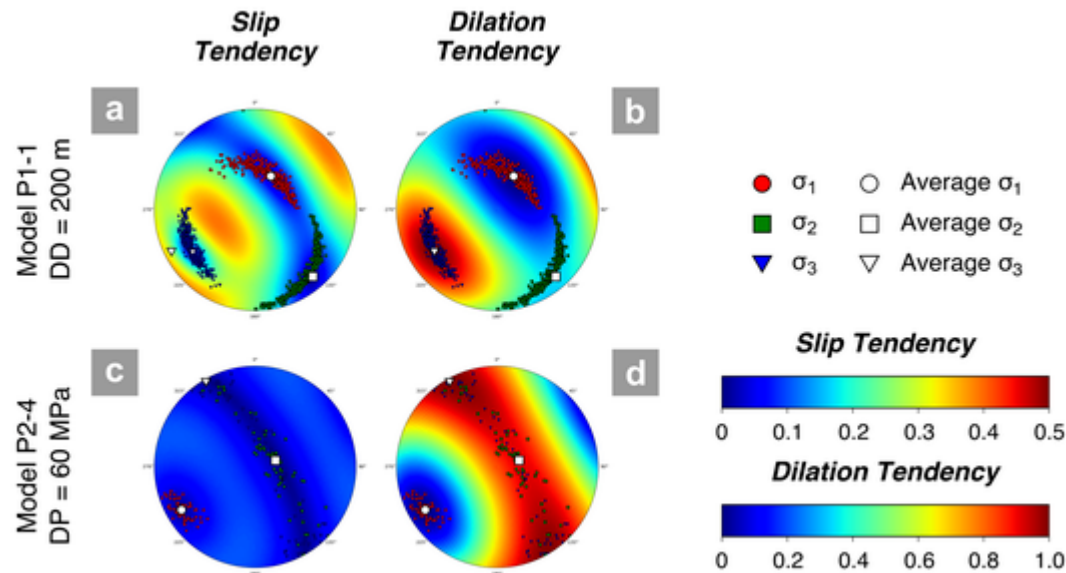 Slip
Tendency
Dilation
Tendency
a
b
Model P1-1
DD = 200 m
σ1
Average σ1
σ2
Average σ2
σ3
Average σ3
c
d
Model P2-4
DP = 60 MPa
Slip Tendency
0 0.1 0.2 0.3 0.4 0.5
Dilation Tendency
0 0.2 0.4 0.6 0.8 1.0